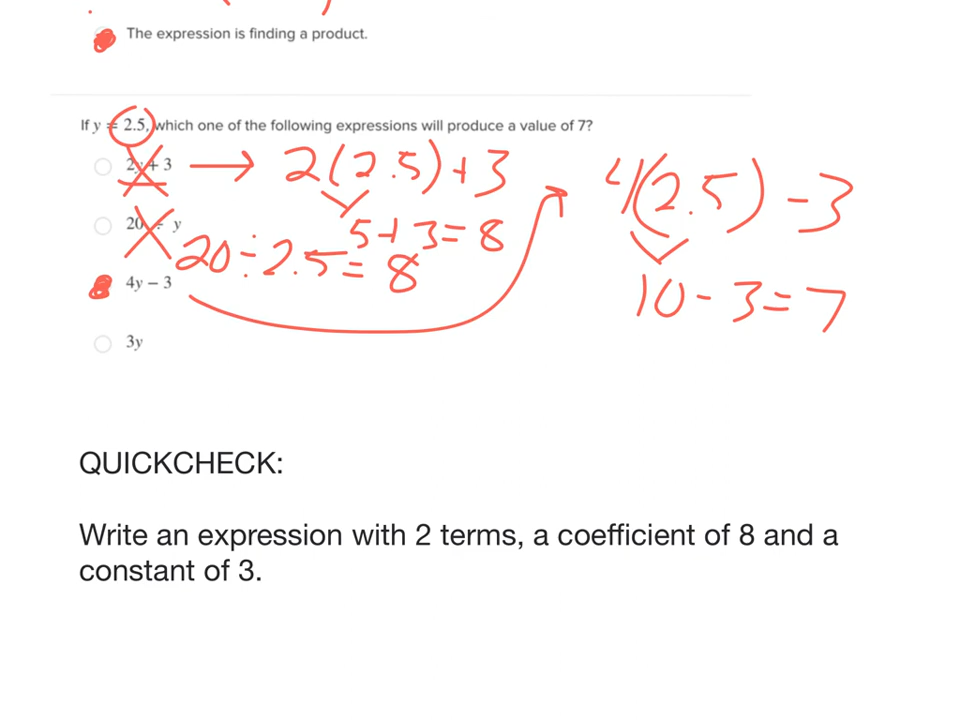 The expression is finding a product.
If y = 2.5, which one of the following expressions will produce a value of 7?
2y + 3 → 2(2.5)+3
5+3=8
4(2.5)-3
20 ÷ y
20÷2.5=8
4y – 3
10-3=7
3y
QUICKCHECK:
Write an expression with 2 terms, a coefficient of 8 and a
constant of 3.